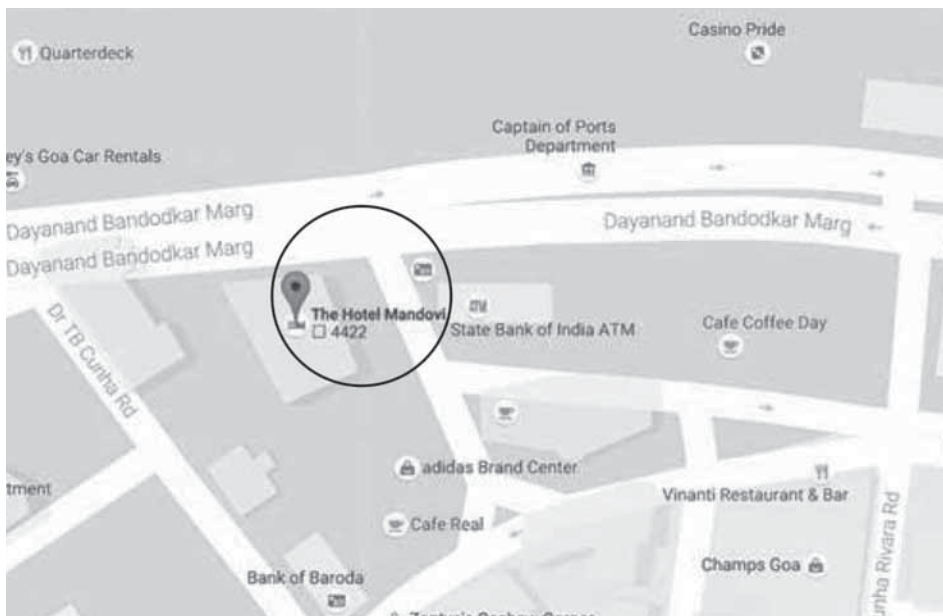 Casino Pride
Quarterdeck
Captain of Ports
Department
ey's Goa Car Rentals
Dayanand Bandodkar Marg
Dayanand Bandodkar Marg
Dayanand Bandodkar Marg
The Hotel Mandovi
4422
State Bank of India ATM
Cafe Coffee Day
Dr TB Cunha Rd
adidas Brand Center
tment
Vinanti Restaurant & Bar
Cafe Real
nha Rivara Rd
Champs Goa
Bank of Baroda